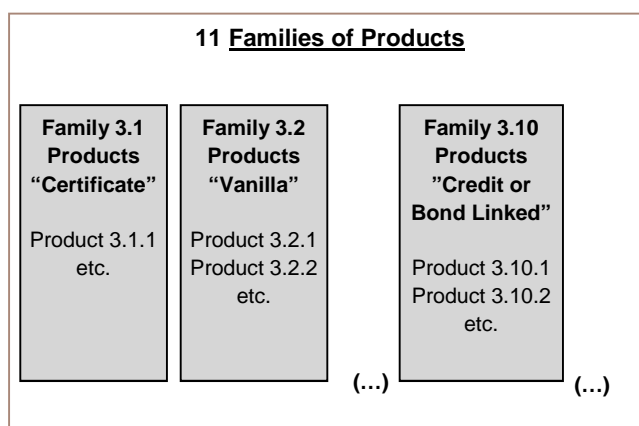 11 Families of Products
Family 3.1
Products
“Certificate”
Product 3.1.1
etc.
Family 3.2
Products
“Vanilla”
Product 3.2.1
Product 3.2.2
etc.
(…)
Family 3.10
Products
”Credit or
Bond Linked”
Product 3.10.1
Product 3.10.2
etc.
(…)